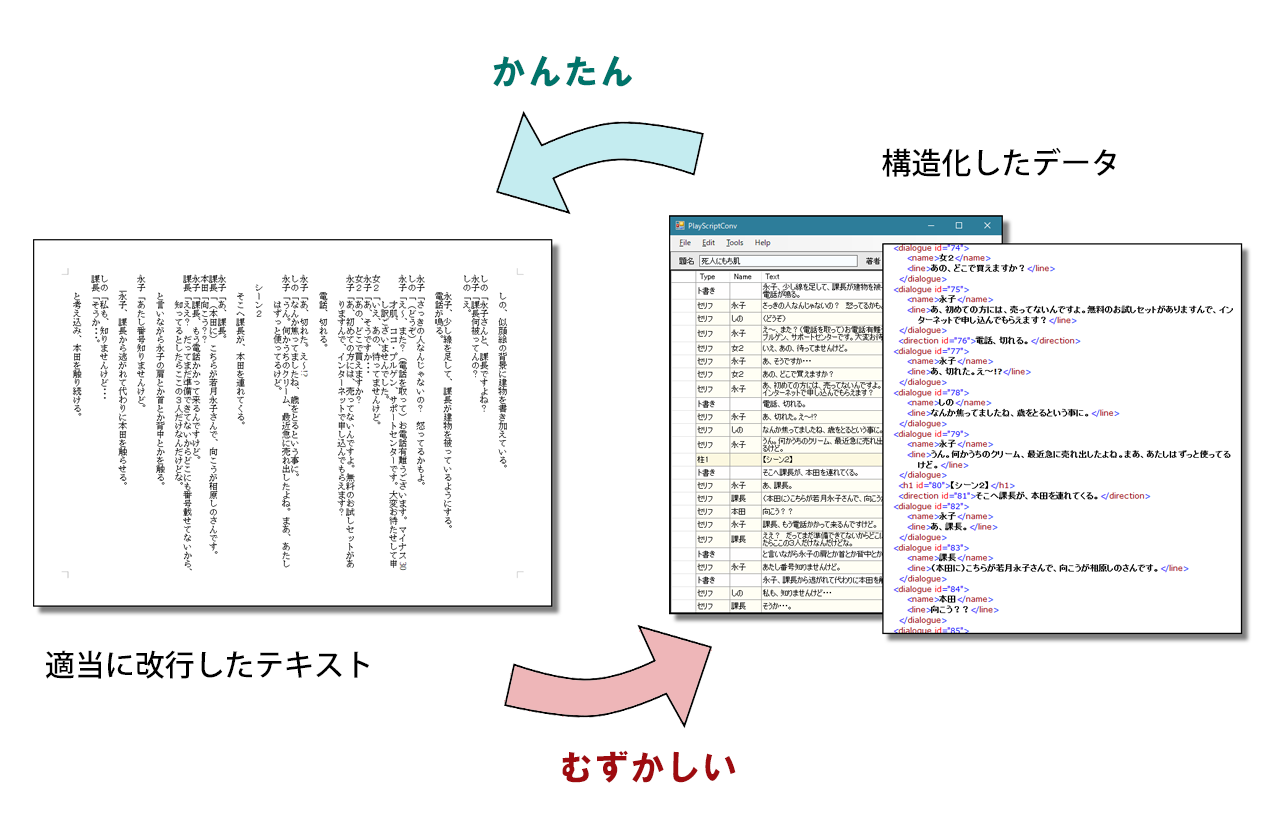 かんたん
構造化したデータ
しの、似顔絵の背景に建物を書き加えている。
しの「永子さんと、課長ですよね?
永子「課長何被ってんの?
しの「え。
永子、少し線を足して、課長が建物を被っているようにする。
電話が鳴る。
永子「さっきの人なんじゃないの? 怒ってるかもよ。
しの「(どうぞ)
永子「え～、また?(電話を取って)お電話有難うございます。マイナス30
才肌、ココ・ブルゲン、サポートセンターです。大変お待たせして申
し訳ございませんでした。
女2「いえ、あの、待ってませんけど。
永子「あ、そうですか・・・
女2「あの、どこで買えますか?
永子「あ、初めての方には、売ってないんですよ。無料のお試しセットがあ
りますんで、インターネットで申し込んでもらえます?
電話、切れる。
永子「あ、切れた。え～!?
しの「なんか焦ってましたね、歳をとるという事に。
永子「うん。何かうちのクリーム、最近急に売れ出したよね。まあ、あたし
はずっと使ってるけど。
シーン2
そこへ課長が、本田を連れてくる。
永子「あ、課長。
課長「(本田に)こちらが若月永子さんで、向こうが相原しのさんです。
本田「向こう??
永子「課長、もう電話かかって来るんですけど。
課長「ええ? だってまだ準備できてないからどこにも番号載せてないから、
知ってるとしたらここの3人だけなんだけどな。
と言いながら永子の肩とか首とか背中とかを触る。
永子「あたし番号知りませんけど。
永子、課長から逃がれて代わりに本田を触らせる。
しの「私も、知りませんけど・・・
課長「そうか・・・。
と考え込み、本田を触り続ける。
PlayScriptConv
File Edit Tools Help
題名 死人にもち肌 著者
Type Name Text
ト書き 永子、少し線を足して、課長が建物を被
電話が鳴る。
セリフ 永子 さっきの人なんじゃないの? 怒ってるかも
セリフ しの (どうぞ)
セリフ 永子 え～、また?(電話を取って)お電話有難
ブルゲン、サポートセンターです。大変お待
セリフ 女2 いえ、あの、待ってませんけど。
セリフ 永子 あ、そうですか・・・
セリフ 女2 あの、どこで買えますか?
セリフ 永子 あ、初めての方には、売ってないんですよ。
インターネットで申し込んでもらえます?
ト書き 電話、切れる。
セリフ 永子 あ、切れた。え～!?
セリフ しの なんか焦ってましたね、歳をとるという事に。
セリフ 永子 うん。何かうちのクリーム、最近急に売れ出
るけど。
柱1 【シーン2】
ト書き そこへ課長が、本田を連れてくる。
セリフ 永子 あ、課長。
セリフ 課長 (本田に)こちらが若月永子さんで、向こ
セリフ 本田 向こう??
セリフ 永子 課長、もう電話かかって来るんですけど。
セリフ 課長 ええ? だってまだ準備できてないからどこに
たらここの3人だけなんだけどな。
ト書き と言いながら永子の肩とか首とか背中とか
セリフ 永子 あたし番号知りませんけど。
ト書き 永子、課長から逃がれて代わりに本田を
セリフ しの 私も、知りませんけど・・・
セリフ 課長 そうか・・・。
<dialogue id="74">
<name>女2</name>
<line>あの、どこで買えますか?</line>
</dialogue>
<dialogue id="75">
<name>永子</name>
<line>あ、初めての方には、売ってないんですよ。無料のお試しセットがありますんで、イン
ターネットで申し込んでもらえます?</line>
</dialogue>
<direction id="76">電話、切れる。</direction>
<dialogue id="77">
<name>永子</name>
<line>あ、切れた。え～!?</line>
</dialogue>
<dialogue id="78">
<name>しの</name>
<line>なんか焦ってましたね、歳をとるという事に。</line>
</dialogue>
<dialogue id="79">
<name>永子</name>
<line>うん。何かうちのクリーム、最近急に売れ出したよね。まあ、あたしはずっと使ってる
けど。</line>
</dialogue>
<h1 id="80">【シーン2】</h1>
<direction id="81">そこへ課長が、本田を連れてくる。</direction>
<dialogue id="82">
<name>永子</name>
<line>あ、課長。</line>
</dialogue>
<dialogue id="83">
<name>課長</name>
<line>(本田に)こちらが若月永子さんで、向こうが相原しのさんです。</line>
</dialogue>
<dialogue id="84">
<name>本田</name>
<line>向こう??</line>
</dialogue>
<dialogue id="85">
適当に改行したテキスト
むずかしい